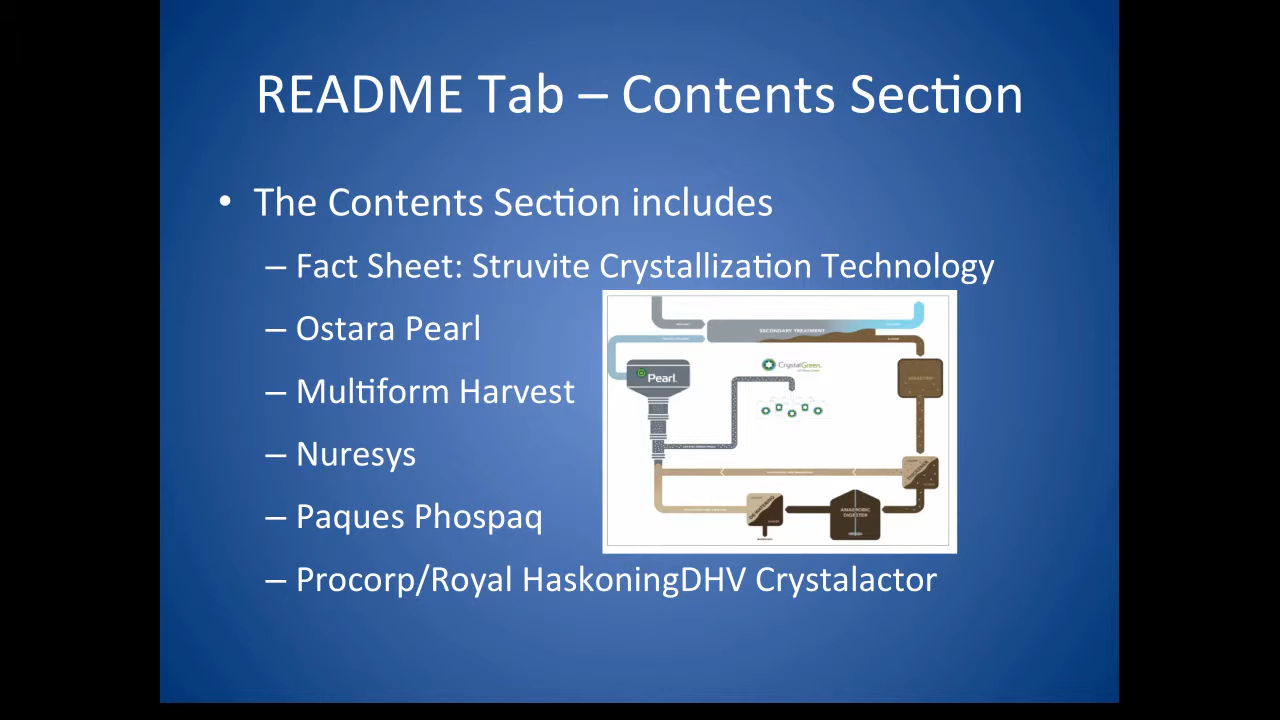 README Tab – Contents Section
• The Contents Section includes
– Fact Sheet: Struvite Crystallization Technology
– Ostara Pearl
– Multiform Harvest
– Nuresys
– Paques Phospaq
– Procorp/Royal HaskoningDHV Crystalactor
SECONDARY TREATMENT
CrystalGreen.
Pearl.
ANAEROBIC
DIGESTER